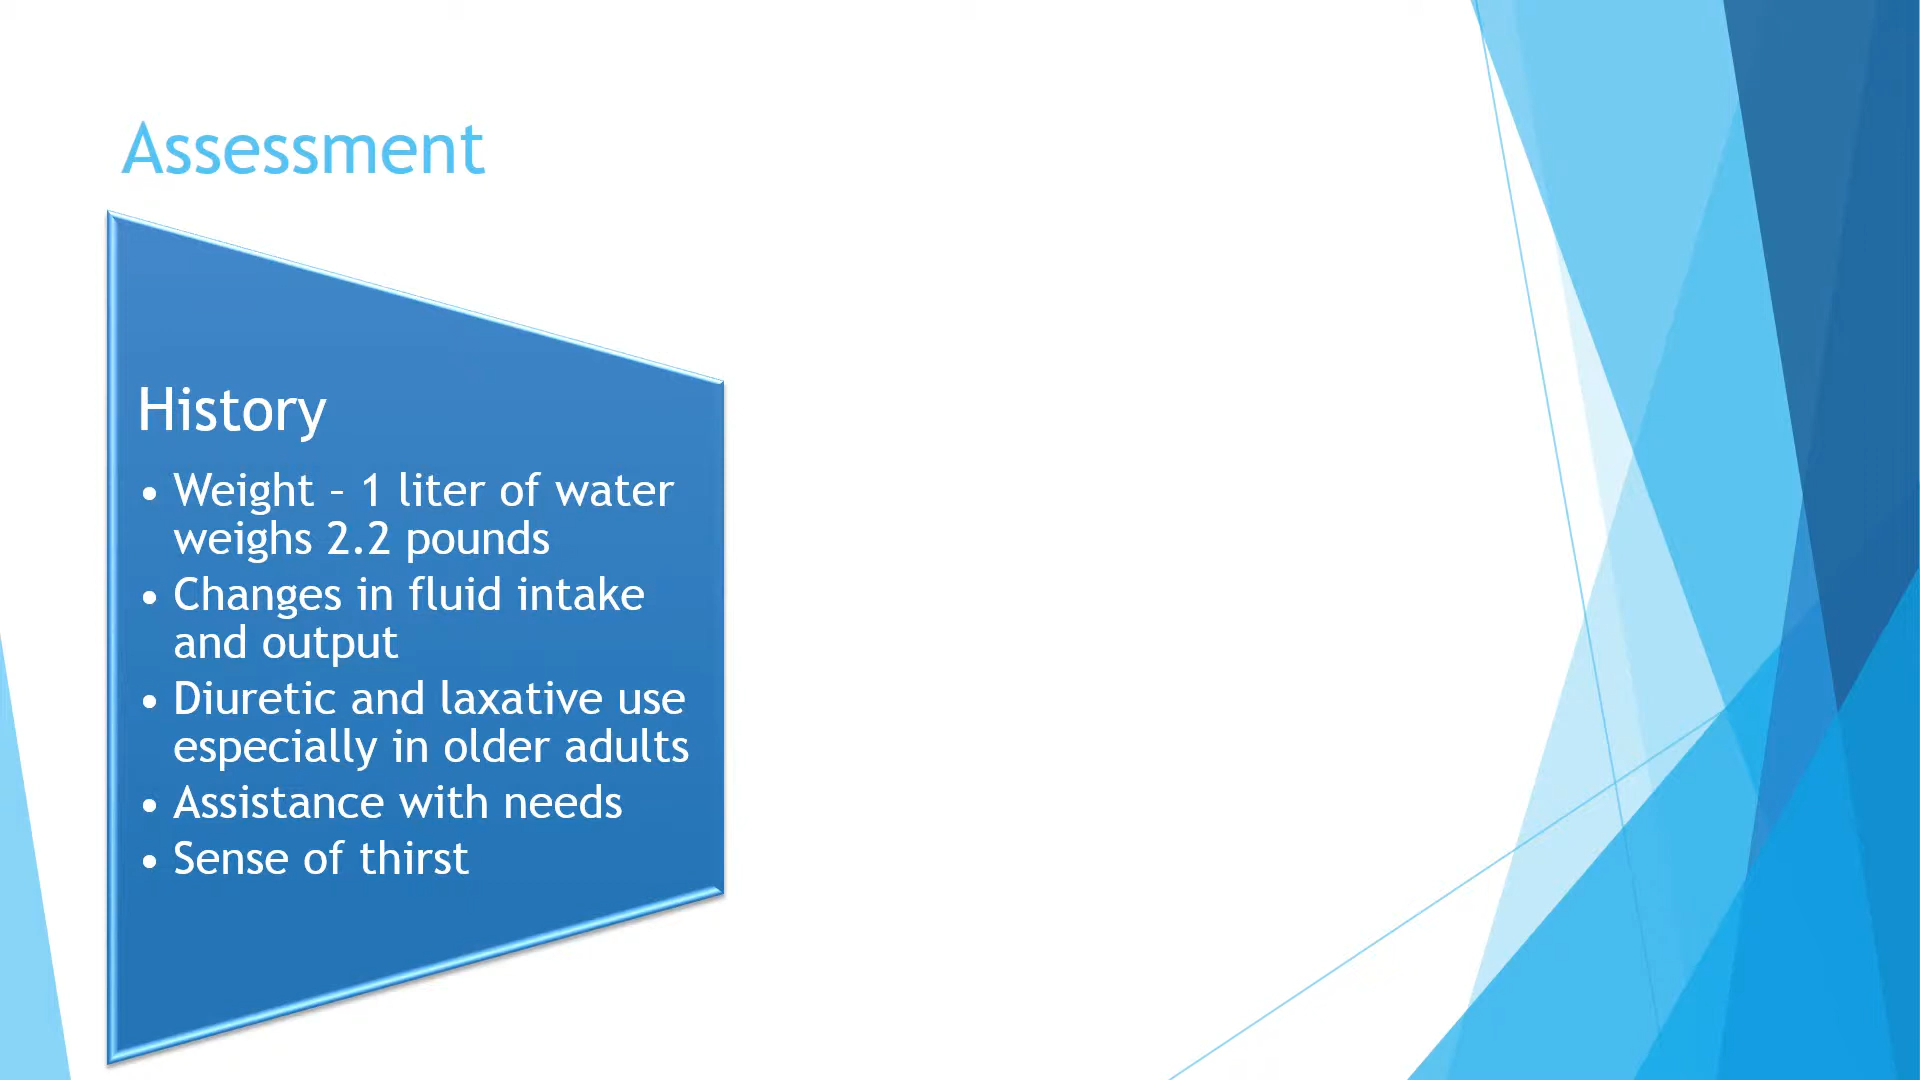 Assessment
History
• Weight – 1 liter of water
weighs 2.2 pounds
• Changes in fluid intake
and output
• Diuretic and laxative use
especially in older adults
• Assistance with needs
• Sense of thirst